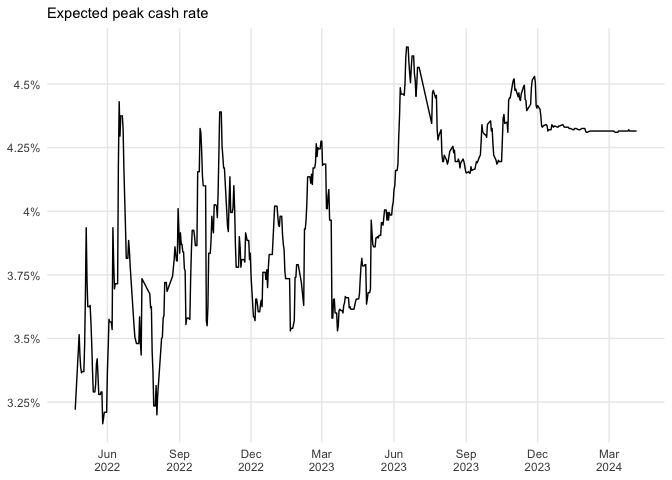 Expected peak cash rate
4.5%
4.25%
4%
3.75%
3.5%
3.25%
Jun Sep Dec Mar Jun Sep Dec Mar
2022 2022 2022 2023 2023 2023 2023 2024